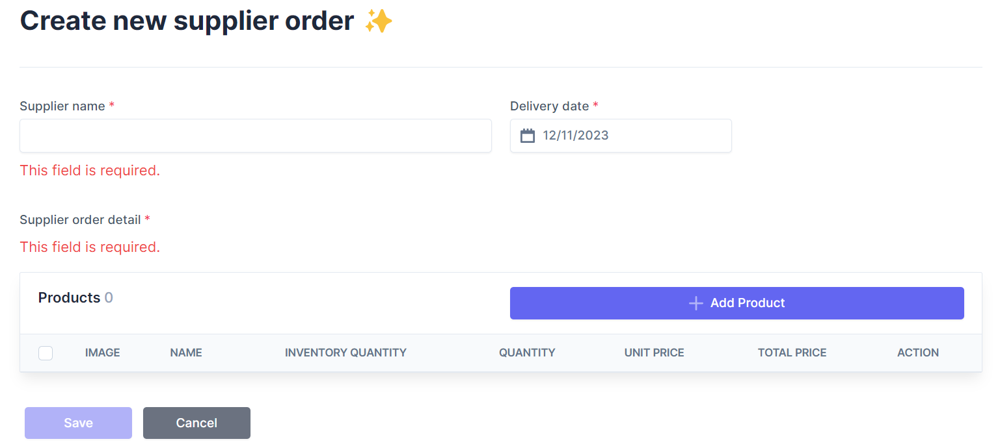 Create new supplier order ✨
Supplier name *
Delivery date *
12/11/2023
This field is required.
Supplier order detail *
This field is required.
Products 0
Add Product
IMAGE NAME INVENTORY QUANTITY QUANTITY UNIT PRICE TOTAL PRICE ACTION
Save
Cancel